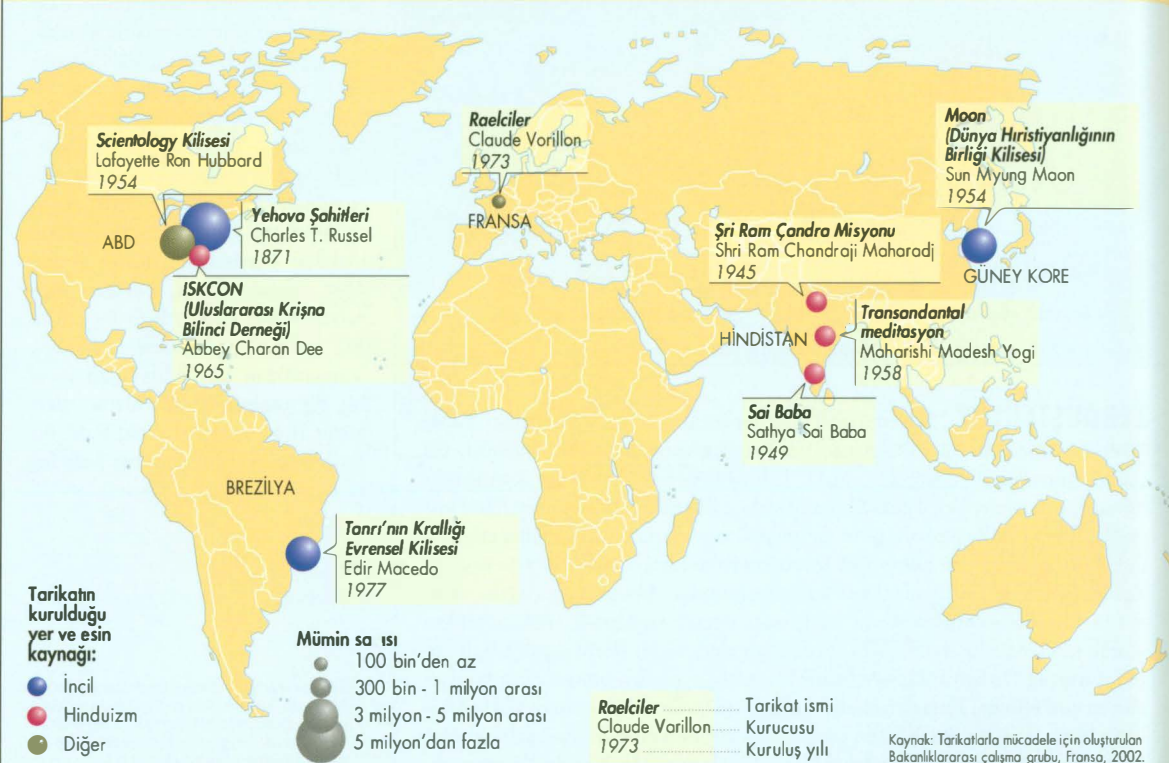 Scientology Kilisesi
Lafayette Ron Hubbard
1954
ABD
Yehova Şahitleri
Charles T. Russel
1871
ISKCON
(Uluslararası Krişna
Bilinci Derneği)
Abbey Charan Dee
1965
Raelciler
Claude Vorillon
1973
FRANSA
Moon
(Dünya Hıristiyanlığının
Birliği Kilisesi)
Sun Myung Moon
1954
GÜNEY KORE
Şri Ram Çandra Misyonu
Shri Ram Chandraji Maharadj
1945
HİNDİSTAN
Transandantal
meditasyon
Maharishi Madesh Yogi
1958
Sai Baba
Sathya Sai Baba
1949
BREZİLYA
Tanrı'nın Krallığı
Evrensel Kilisesi
Edir Macedo
1977
Tarikatın
kurulduğu
yer ve esin
kaynağı:
İncil
Hinduizm
Diğer
Mümin sa ısı
100 bin'den az
300 bin - 1 milyon arası
3 milyon - 5 milyon arası
5 milyon'dan fazla
Raelciler ........ Tarikat ismi
Claude Varillon ...... Kurucusu
1973 ........ Kuruluş yılı
Kaynak: Tarikatlarla mücadele için oluşturulan
Bakanlıklararası çalışma grubu, Fransa, 2002.